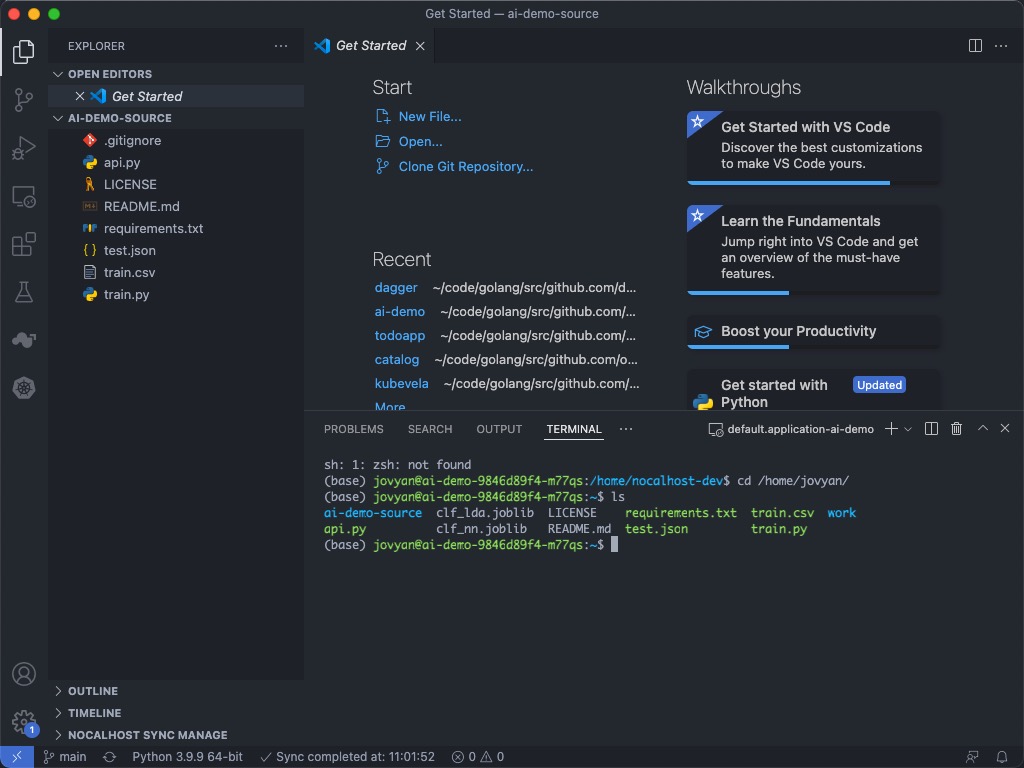 Get Started — ai-demo-source
EXPLORER
OPEN EDITORS
Get Started
AI-DEMO-SOURCE
.gitignore
api.py
LICENSE
README.md
requirements.txt
test.json
train.csv
train.py
OUTLINE
TIMELINE
NOCALHOST SYNC MANAGE
Get Started
Start
New File...
Open...
Clone Git Repository...
Recent
dagger ~/code/golang/src/github.com/d...
ai-demo ~/code/golang/src/github.com/...
todoapp ~/code/golang/src/github.com/...
catalog ~/code/golang/src/github.com/o...
kubevela ~/code/golang/src/github.com/...
More...
Walkthroughs
Get Started with VS Code
Discover the best customizations
to make VS Code yours.
Learn the Fundamentals
Jump right into VS Code and get
an overview of the must-have
features.
Boost your Productivity
Get started with Updated
Python
PROBLEMS SEARCH OUTPUT TERMINAL ··· default.application-ai-demo
sh: 1: zsh: not found
(base) jovyan@ai-demo-9846d89f4-m77qs:/home/nocalhost-dev$ cd /home/jovyan/
(base) jovyan@ai-demo-9846d89f4-m77qs:~$ ls
ai-demo-source clf_lda.joblib LICENSE requirements.txt train.csv work
api.py clf_nn.joblib README.md test.json train.py
(base) jovyan@ai-demo-9846d89f4-m77qs:~$
1
main Python 3.9.9 64-bit Sync completed at: 11:01:52 0 0